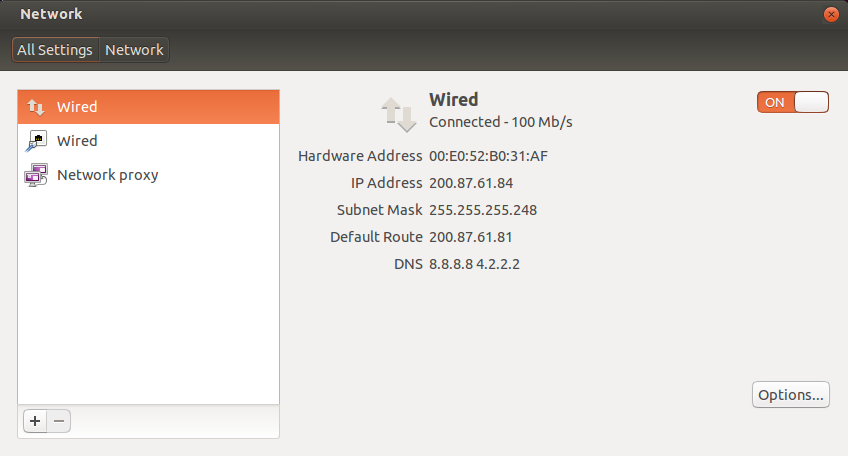 Network
All Settings Network
Wired
Wired
Network proxy
Wired
Connected - 100 Mb/s
ON
Hardware Address 00:E0:52:B0:31:AF
IP Address 200.87.61.84
Subnet Mask 255.255.255.248
Default Route 200.87.61.81
DNS 8.8.8.8 4.2.2.2
Options...